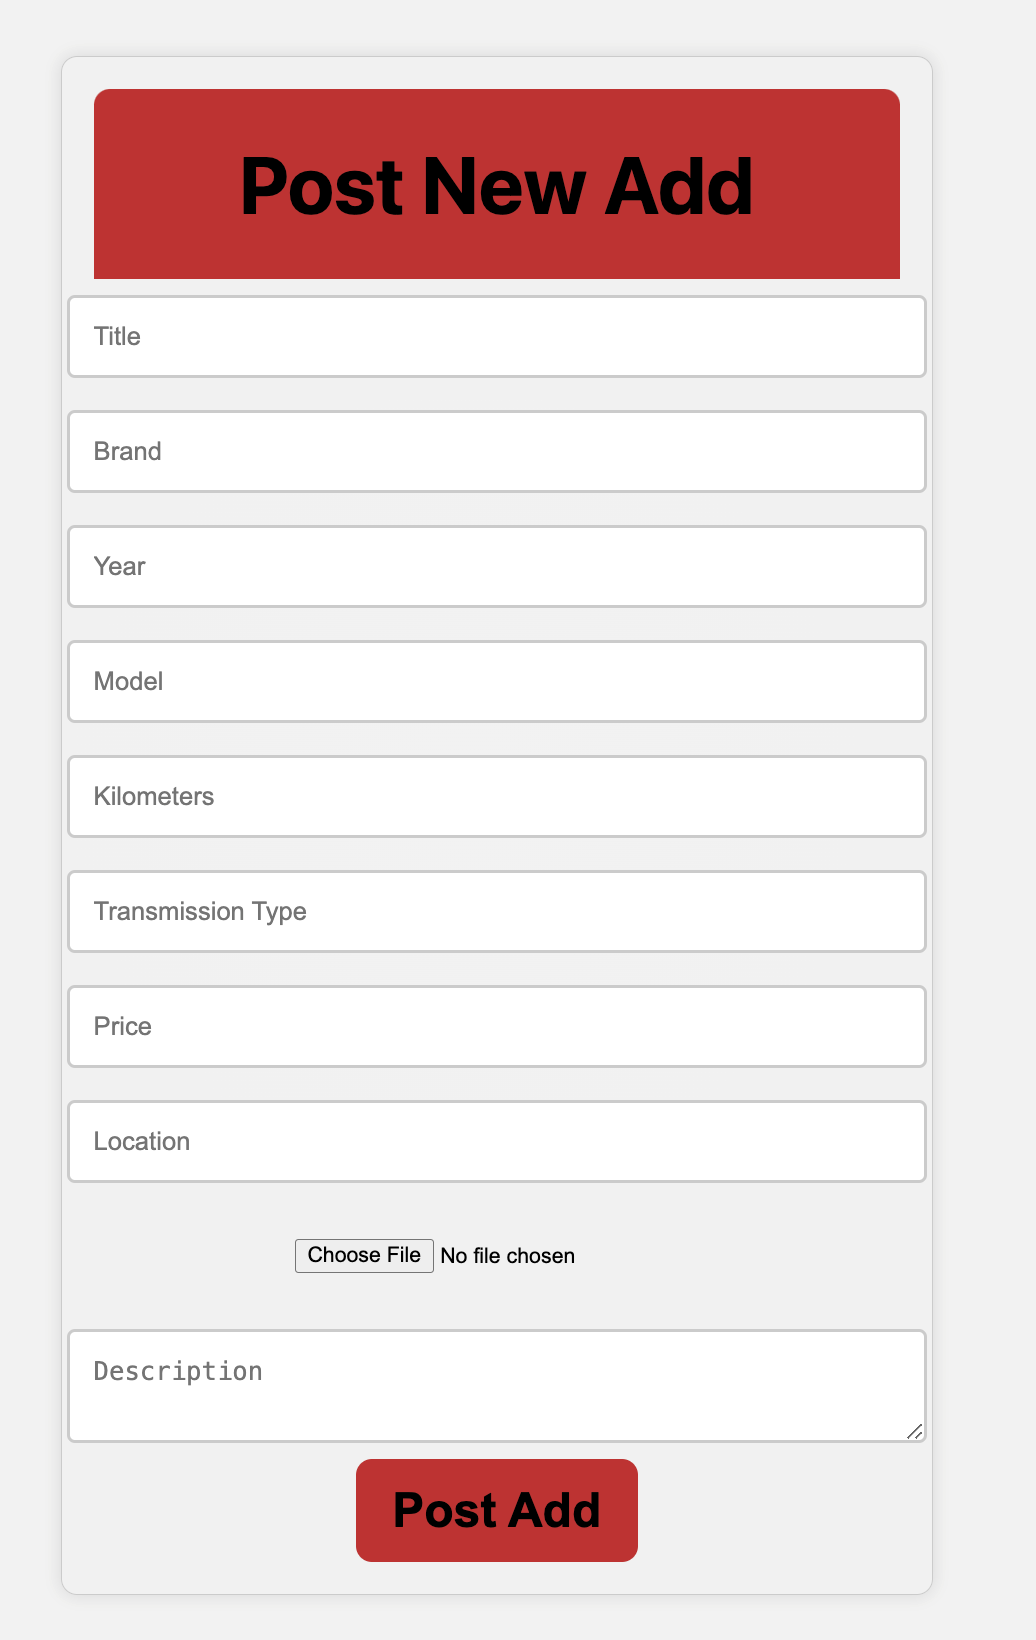 Post New Add
Title
Brand
Year
Model
Kilometers
Transmission Type
Price
Location
Choose File No file chosen
Description
Post Add